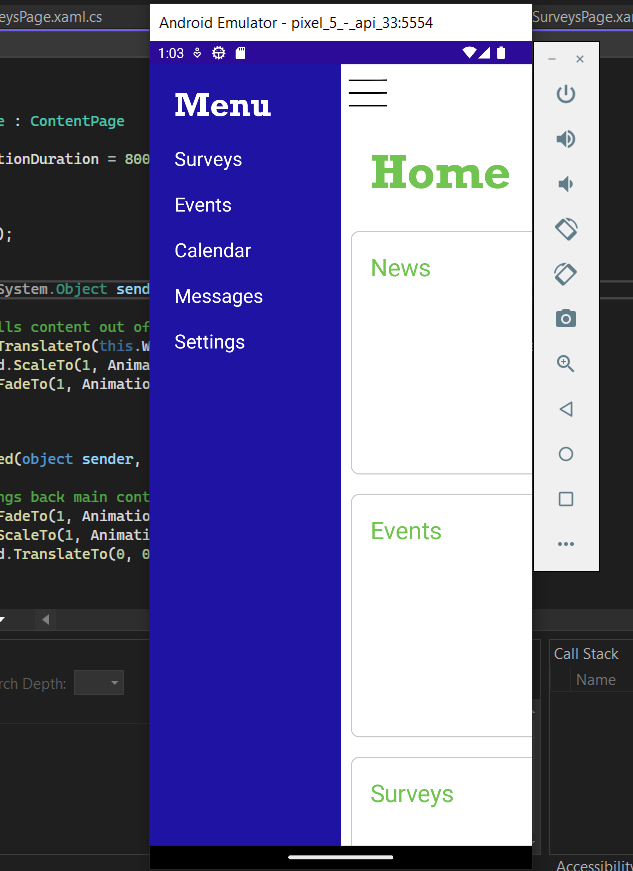 eysPage.xaml.cs
SurveysPage.xa
Android Emulator - pixel_5_-_api_33:5554
1:03
Menu
Surveys
Events
Calendar
Messages
Settings
Home
News
Events
Surveys
e : ContentPage
tionDuration = 800
);
System.Object send
lls content out of
TranslateTo(this.W
d.ScaleTo(1, Anima
FadeTo(1, Animatio
ed(object sender,
ngs back main cont
FadeTo(1, Animatio
ScaleTo(1, Animati
d.TranslateTo(0, 0
rch Depth:
Call Stack
Name
Accessibility